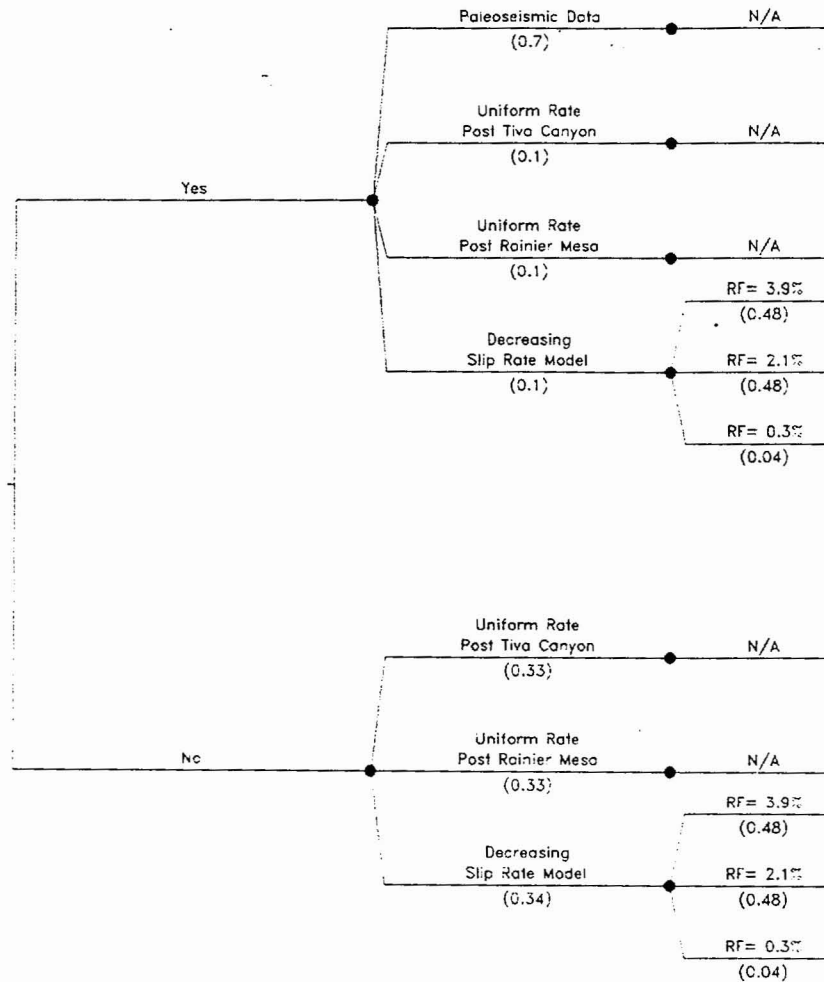 Paleoseismic Data
N/A
(0.7)
Uniform Rate
Post Tiva Canyon
N/A
(0.1)
Yes
Uniform Rate
Post Rainier Mesa
N/A
(0.1)
RF= 3.9%
(0.48)
Decreasing
Slip Rate Model
RF= 2.1%
(0.1)
(0.48)
RF= 0.3%
(0.04)
Uniform Rate
Post Tiva Canyon
N/A
(0.33)
Uniform Rate
No
Post Rainier Mesa
N/A
(0.33)
RF= 3.9%
(0.48)
Decreasing
Slip Rate Model
RF= 2.1%
(0.34)
(0.48)
RF= 0.3%
(0.04)